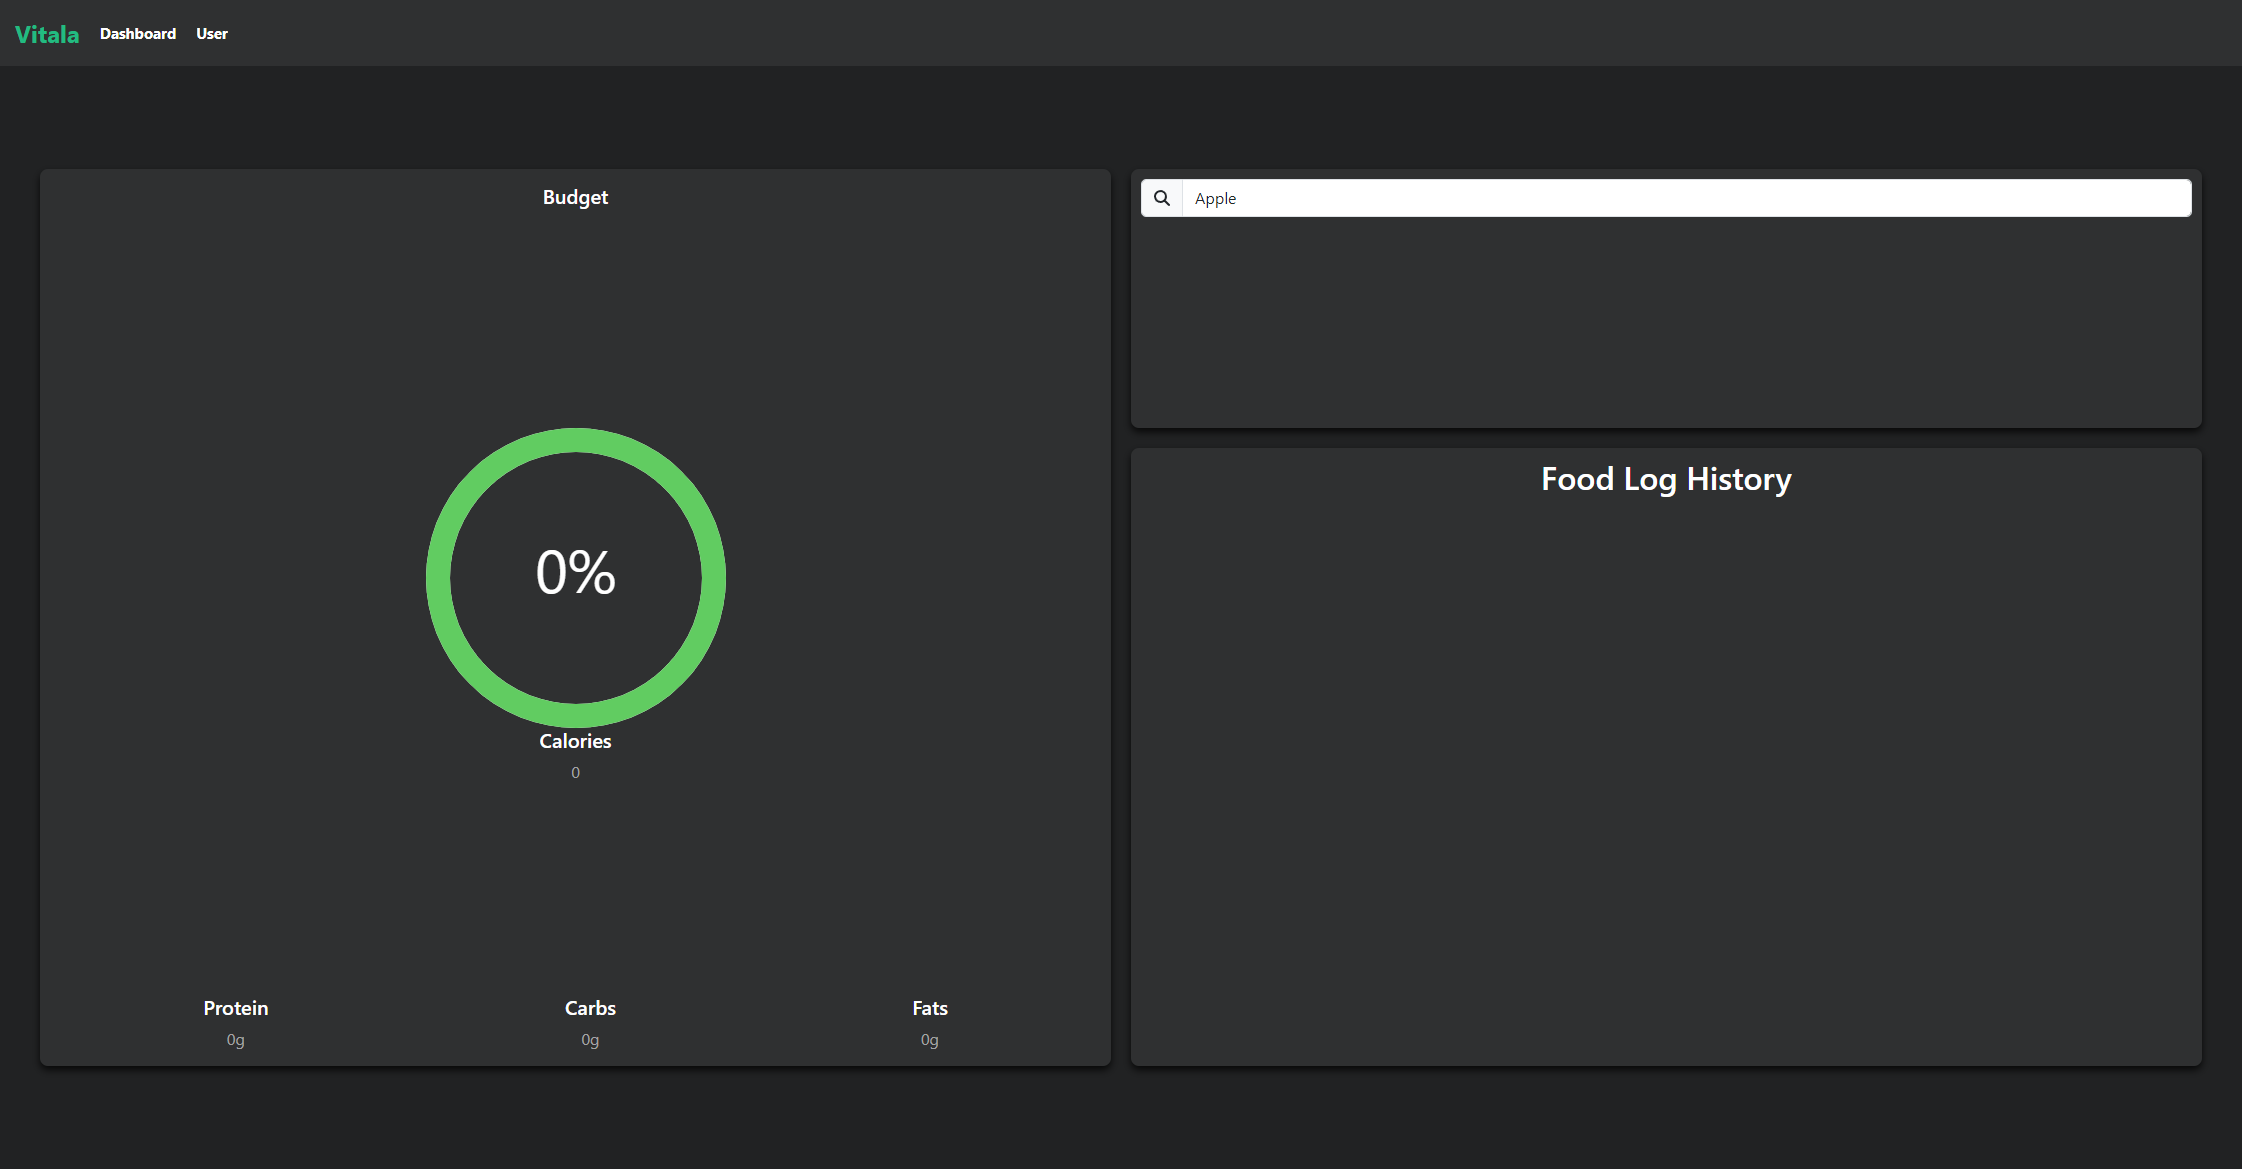 Vitala Dashboard User
Budget
0%
Calories
0
Protein Carbs Fats
0g 0g 0g
Apple
Food Log History